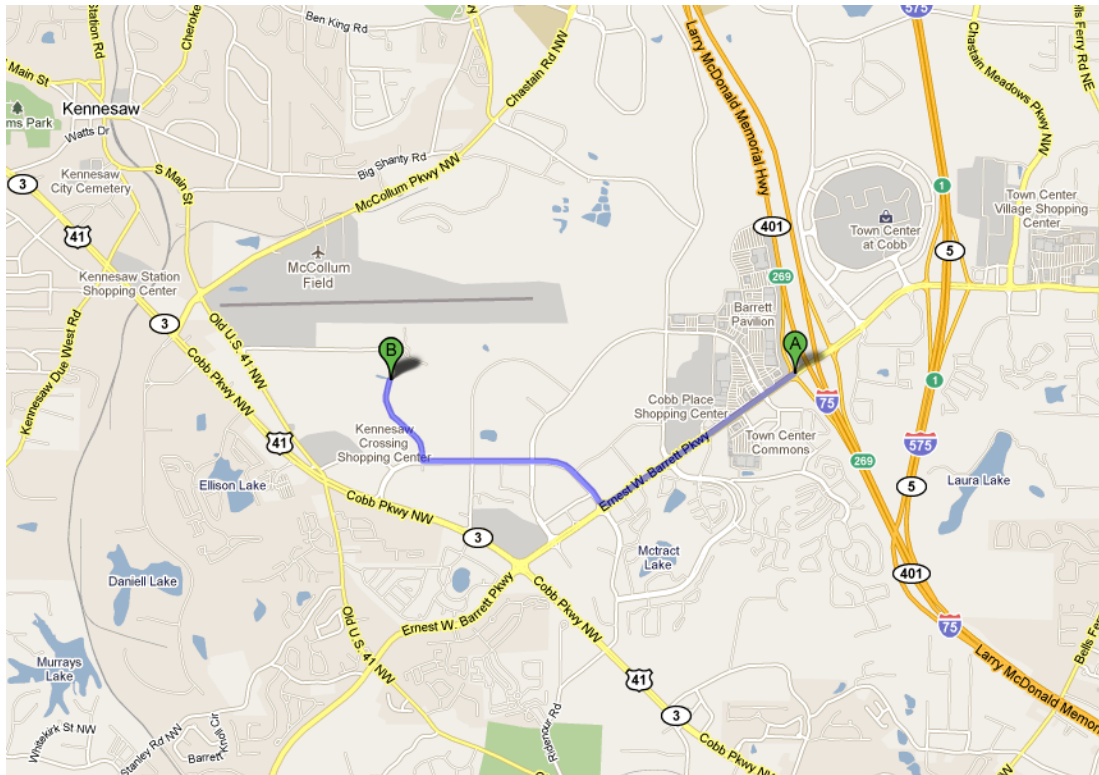 Station Rd
Cheroke
Ben King Rd
575
Bells
Ferry Rd NE
Main St
Kennesaw
ms Park
Watts Dr
Chastain Rd NW
Larry McDonald Memorial Hwy
Chastain Meadows Pkwy NW
Big Shanty Rd
McCollum Pkwy NW
Kennesaw
City Cemetery
S Main St
3
41
401
1
Town Center
Village Shopping
Center
Town Center
at Cobb
5
McCollum
Field
Kennesaw Station
Shopping Center
269
Barrett
Pavilion
3
Old U.S. 41 NW
Kennesaw Due West Rd
Cobb Pkwy NW
B
A
1
75
Cobb Place
Shopping Center
Kennesaw
Crossing
Shopping Center
41
Town Center
Commons
575
269
Ernest W. Barrett Pkwy
Ellison Lake
5
Laura Lake
Cobb Pkwy NW
3
Mctract
Lake
401
Daniell Lake
Ernest W. Barrett Pkwy
Cobb Pkwy NW
75
Old U.S. 41 NW
Larry McDonald Memor
Murrays
Lake
41
3
Bells Fer
Whitekirk St NW
Stanley Rd NW
Barrett
Knoll Cir
Ridenour Rd
Cobb Pkwy NW